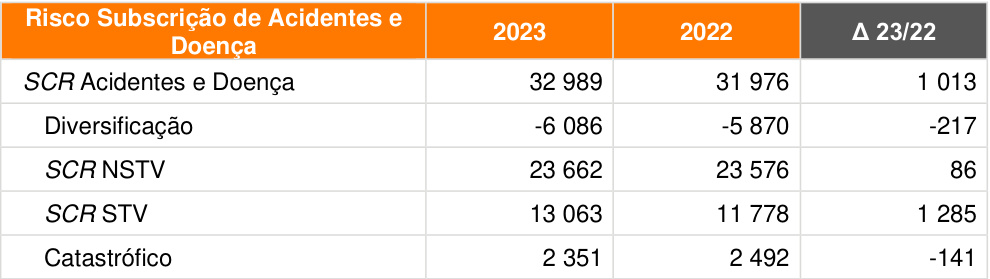 Risco Subscrição de Acidentes e Doença 2023 2022 Δ 23/22
SCR Acidentes e Doença 32 989 31 976 1 013
Diversificação -6 086 -5 870 -217
SCR NSTV 23 662 23 576 86
SCR STV 13 063 11 778 1 285
Catastrófico 2 351 2 492 -141